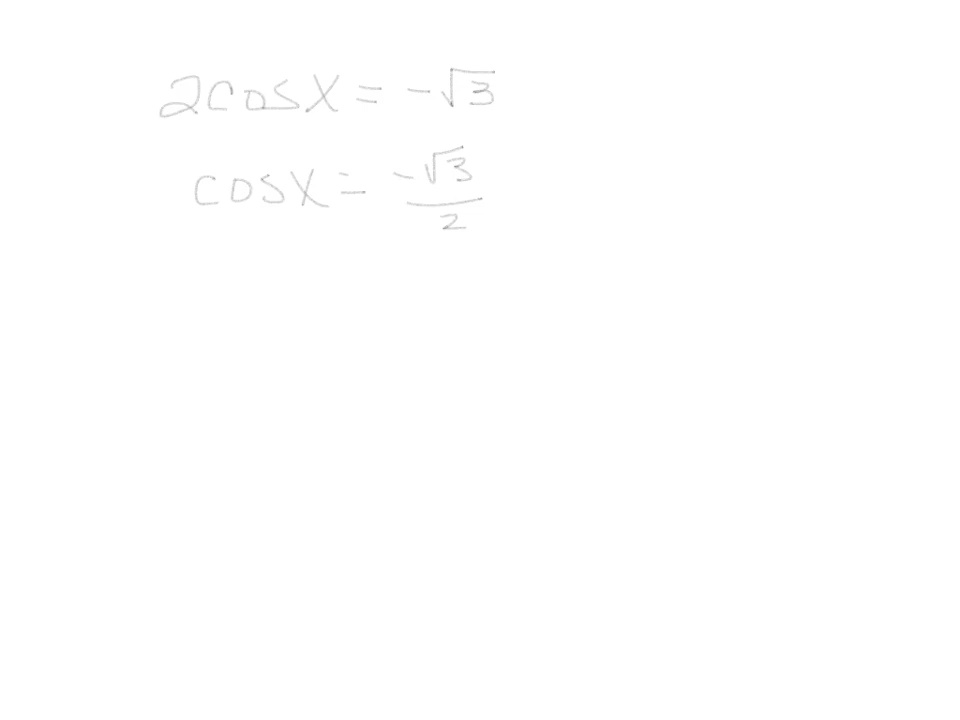 2cosx = -√3
cosx = -√3/2